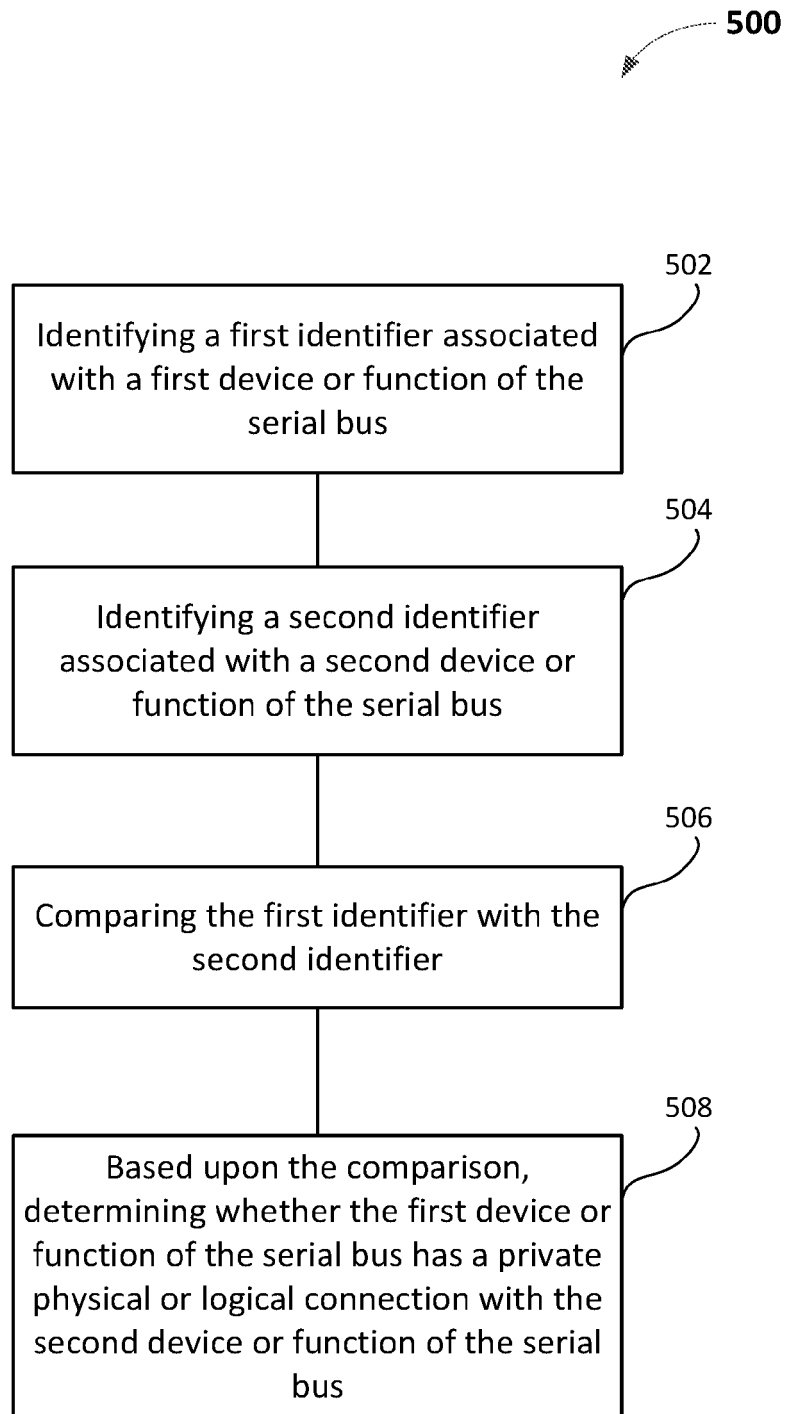 500
502
Identifying a first identifier associated
with a first device or function of the
serial bus
504
Identifying a second identifier
associated with a second device or
function of the serial bus
506
Comparing the first identifier with the
second identifier
508
Based upon the comparison,
determining whether the first device or
function of the serial bus has a private
physical or logical connection with the
second device or function of the serial
bus